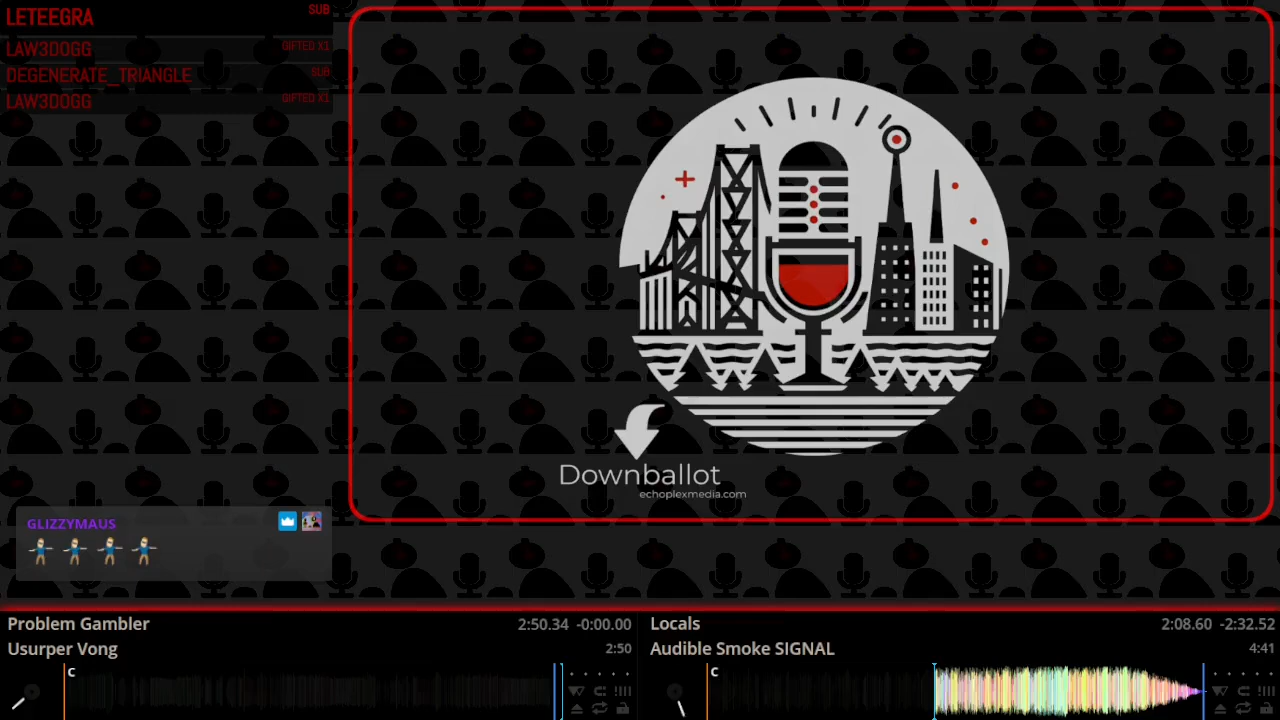 LETEEGRA SUB
LAW3DOGG GIFTED X1
DEGENERATE_TRIANGLE SUB
LAW3DOGG GIFTED X1
Downballot
echoplexmedia.com
GLIZZYMAUS
Problem Gambler 2:50.34 -0:00.00
Usurper Vong 2:50
C
Locals 2:08.60 -2:32.52
Audible Smoke SIGNAL 4:41
C